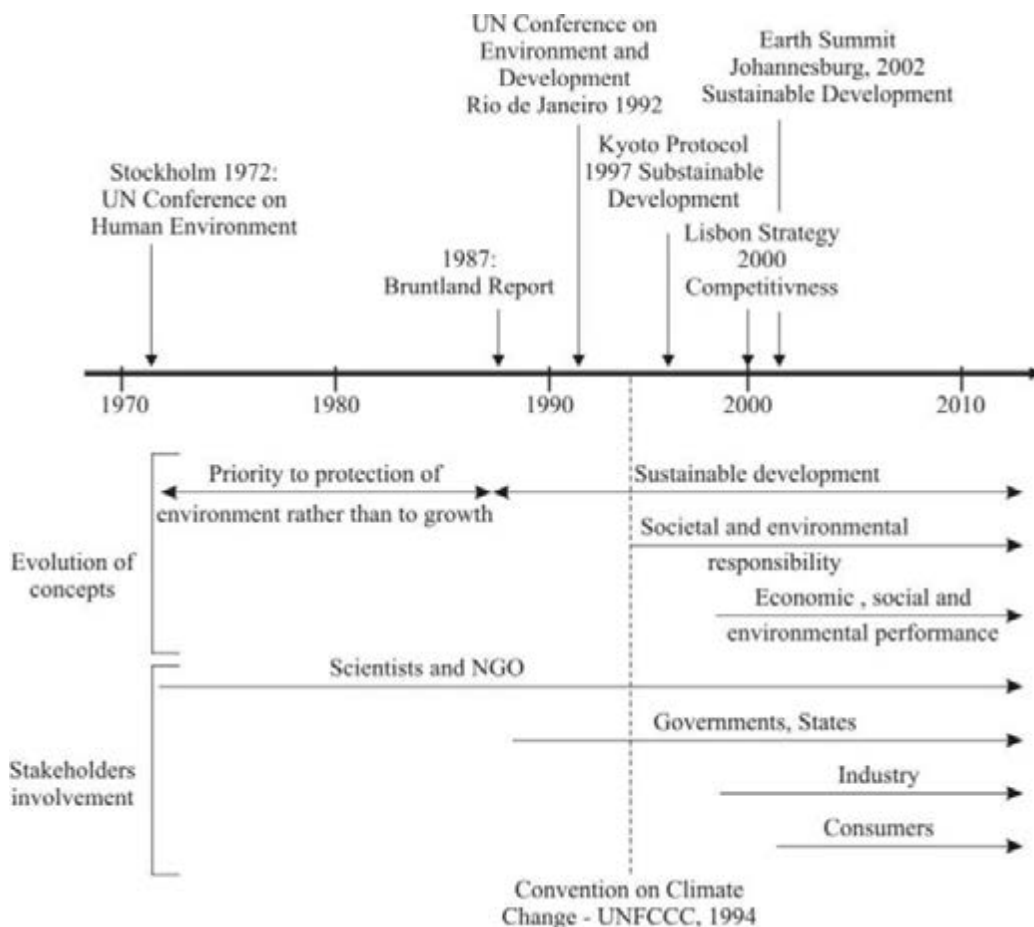 UN Conference on
Environment and
Development
Rio de Janeiro 1992
Earth Summit
Johannesburg, 2002
Sustainable Development
Kyoto Protocol
1997 Substainable
Development
Stockholm 1972:
UN Conference on
Human Environment
Lisbon Strategy
2000
Competitivness
1987:
Bruntland Report
1970
1980
1990
2000
2010
Evolution of
concepts
Priority to protection of
environment rather than to growth
Sustainable development
Societal and environmental
responsibility
Economic , social and
environmental performance
Stakeholders
involvement
Scientists and NGO
Governments, States
Industry
Consumers
Convention on Climate
Change - UNFCCC, 1994